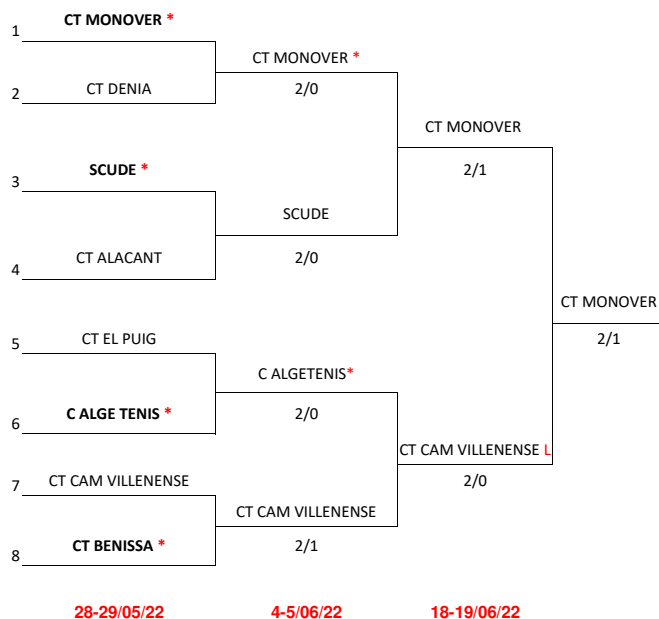 CT MONOVER *
1
CT MONOVER *
2 CT DENIA
2/0
CT MONOVER
2/1
3 SCUDE *
SCUDE
2/0
4 CT ALACANT
CT MONOVER
2/1
5 CT EL PUIG
C ALGETENIS*
2/0
6 C ALGE TENIS *
CT CAM VILLENENSE L
2/0
7 CT CAM VILLENENSE
CT CAM VILLENENSE
2/1
8 CT BENISSA *
28-29/05/22 4-5/06/22 18-19/06/22